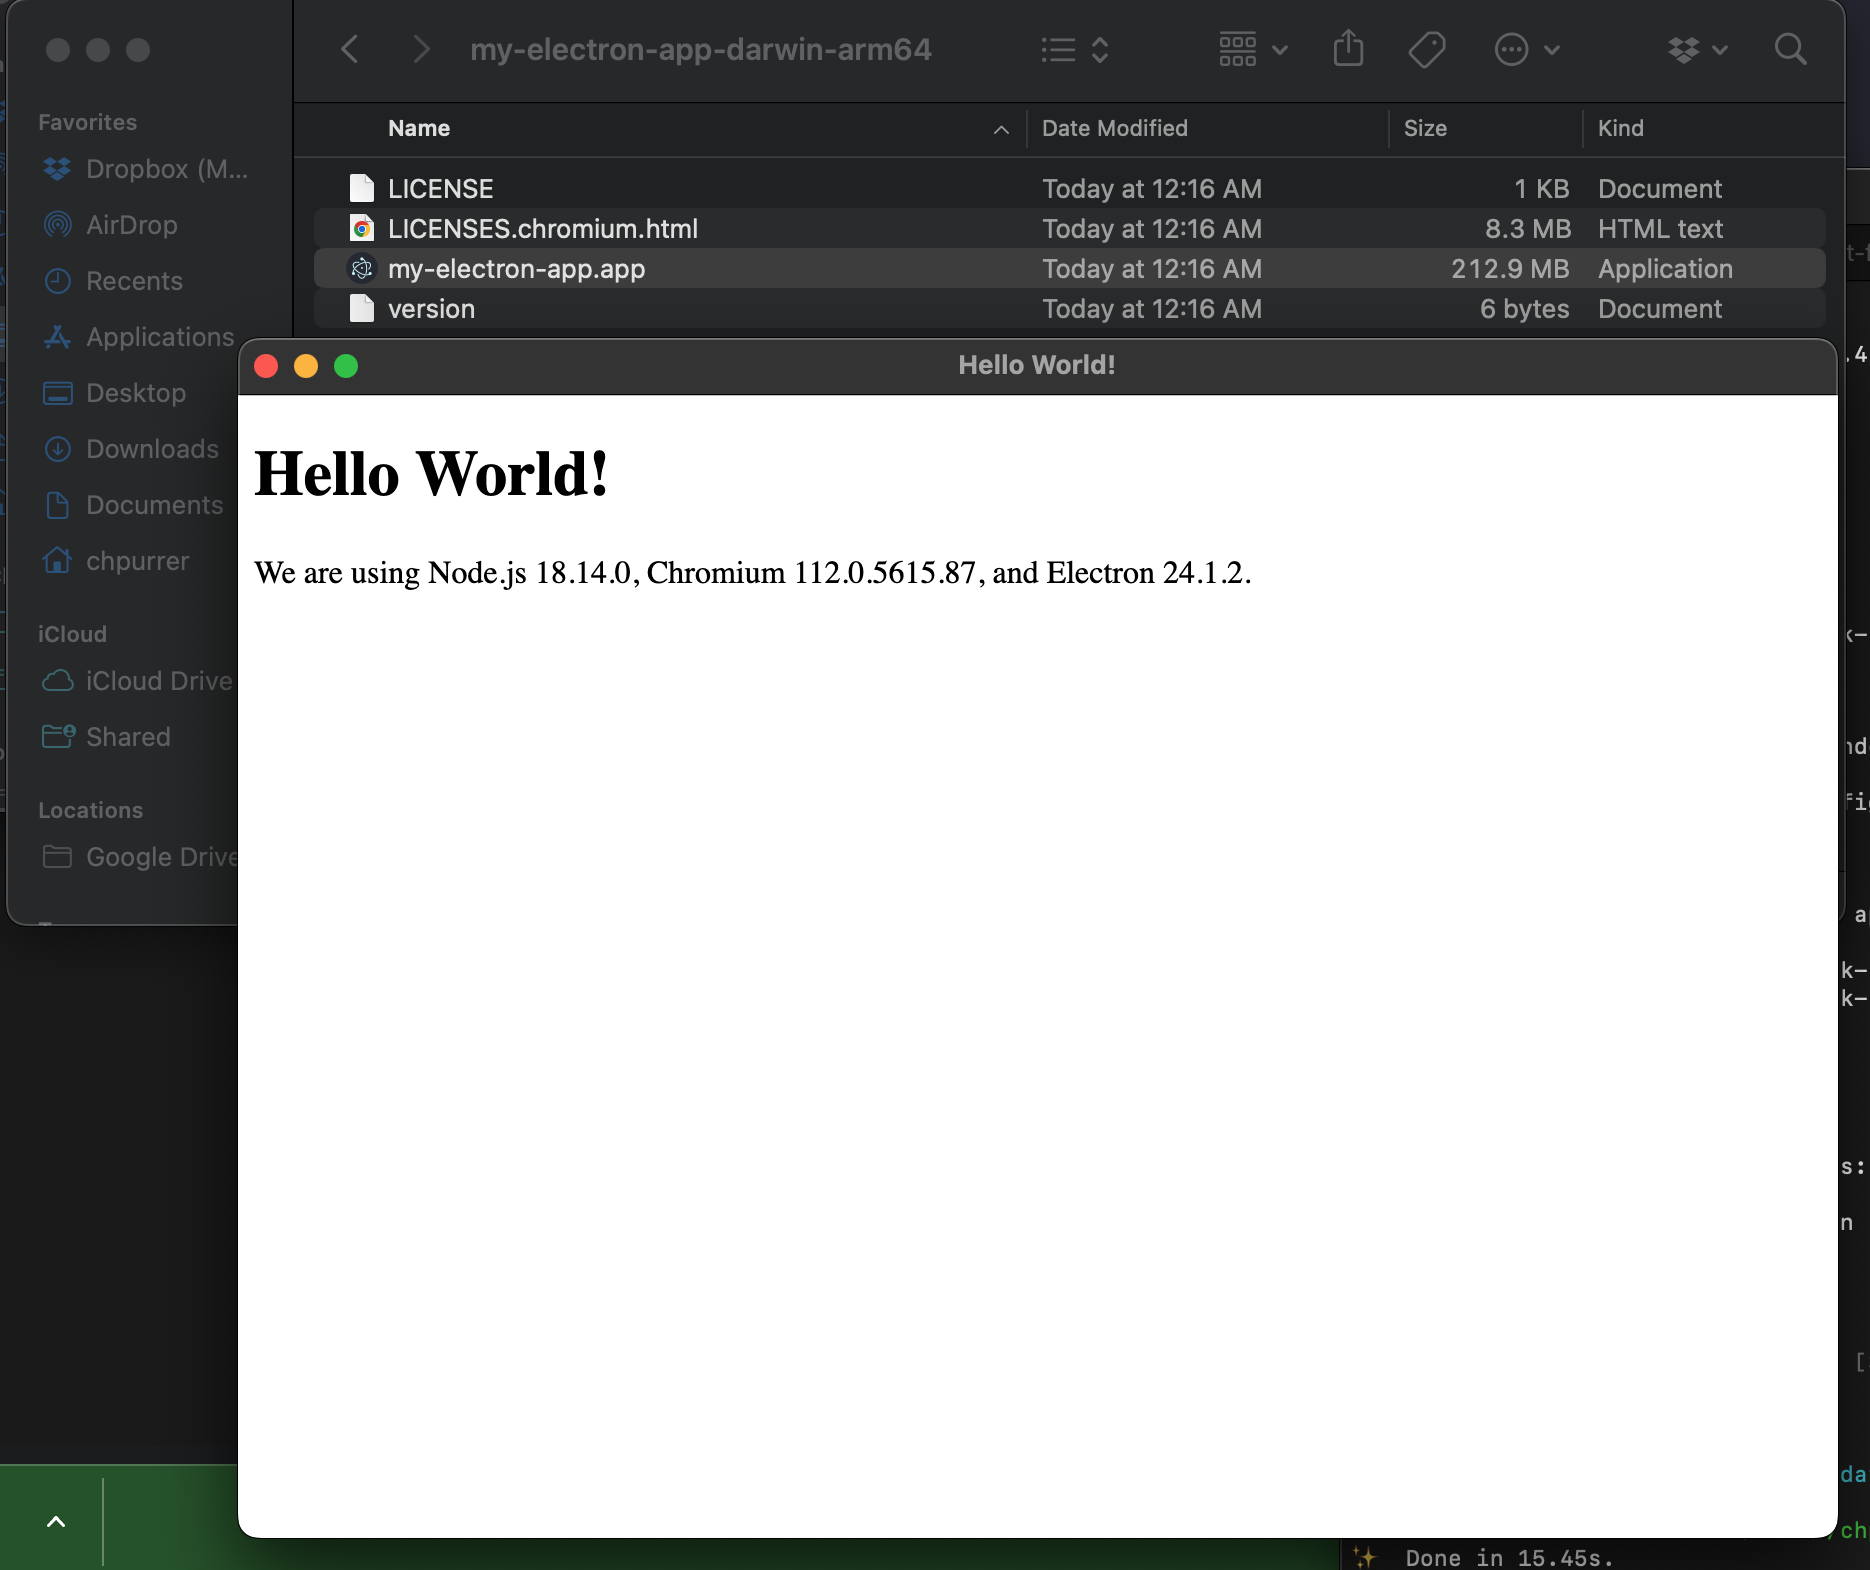 my-electron-app-darwin-arm64
Favorites
Dropbox (M...
AirDrop
Recents
Applications
Desktop
Downloads
Documents
chpurrer
iCloud
iCloud Drive
Shared
Locations
Google Drive
Name Date Modified Size Kind
LICENSE Today at 12:16 AM 1 KB Document
LICENSES.chromium.html Today at 12:16 AM 8.3 MB HTML text
my-electron-app.app Today at 12:16 AM 212.9 MB Application
version Today at 12:16 AM 6 bytes Document
Hello World!
Hello World!
We are using Node.js 18.14.0, Chromium 112.0.5615.87, and Electron 24.1.2.
Done in 15.45s.